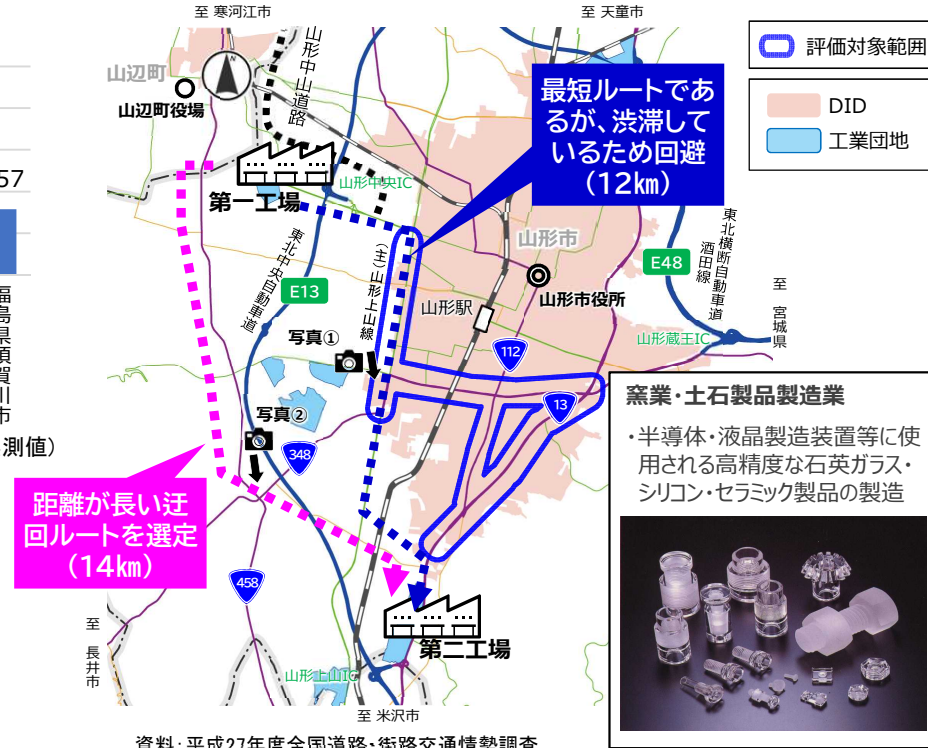 至 寒河江市
至 天童市
評価対象範囲
DID
工業団地
山形中山道路
山辺町
山辺町役場
N
最短ルートであ
るが、渋滞して
いるため回避
(12㎞)
57
第一工場
山形中央IC
東北中央自動車道
E13
(主)山形上山線
山形市
山形市役所
山形駅
E48
東北横断自動車道
酒田線
至 宮城県
山形蔵王IC
写真①
112
13
福島県須賀川市
測値)
写真②
348
距離が長い迂
回ルートを選定
(14㎞)
458
至 長井市
窯業・土石製品製造業
・半導体・液晶製造装置等に使
用される高精度な石英ガラス・
シリコン・セラミック製品の製造
第二工場
山形上山IC
至 米沢市
資料:平成27年度全国道路・街路交通情勢調査